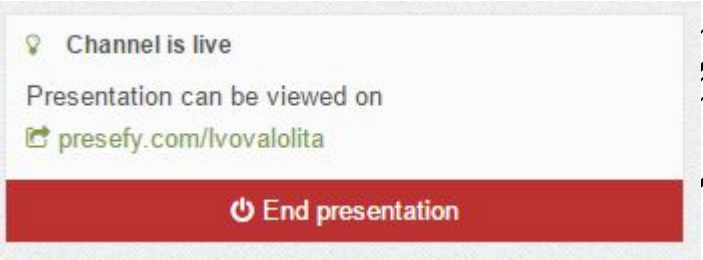 Channel is live
Presentation can be viewed on
presefy.com/lvovalolita
End presentation